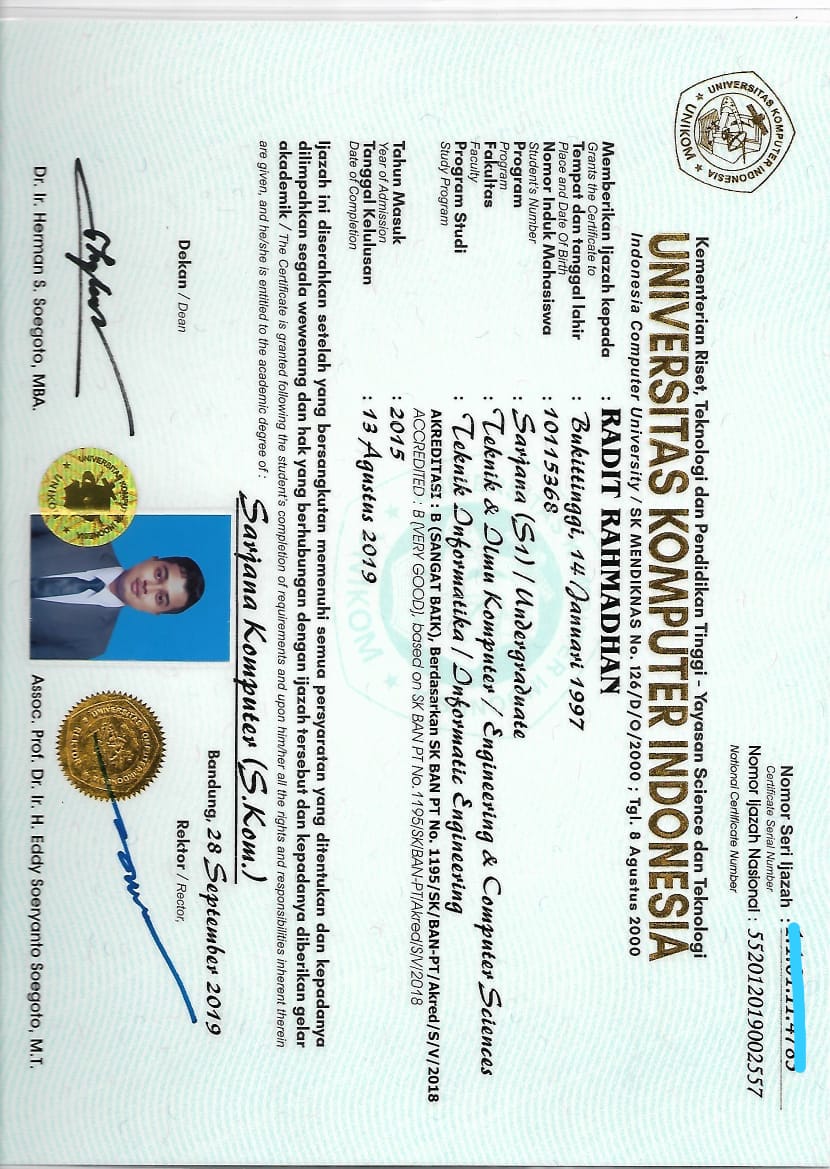 Nomor Seri Ijazah :
Certificate Serial Number
Nomor Ijazah Nasional : 552012019002557
National Certificate Number
UNIVERSITAS KOMPUTER INDONESIA
UNIKOM
Kementerian Riset, Teknologi dan Pendidikan Tinggi - Yayasan Science dan Teknologi
UNIVERSITAS KOMPUTER INDONESIA
Indonesia Computer University / SK MENDIKNAS No. 126/D/O/2000 ; Tgl. 8 Agustus 2000
Memberikan Ijazah kepada : RADIT RAHMADHAN
Grants the Certificate to
Tempat dan tanggal lahir : Bukittinggi, 14 Januari 1997
Place and Date Of Birth
Nomor Induk Mahasiswa : 10115368
Student's Number
Program : Sarjana (S1) / Undergraduate
Program
Fakultas : Teknik & Ilmu Komputer / Engineering & Computer Sciences
Faculty
Program Studi : Teknik Informatika / Informatic Engineering
Study Program
AKREDITASI : B (SANGAT BAIK), Berdasarkan SK BAN PT No. 1195/SK/BAN-PT/Akred/S/V/2018
ACCREDITED : B (VERY GOOD), based on SK BAN PT No.1195/SK/BAN-PT/Akred/S/V/2018
Tahun Masuk : 2015
Year of Admission
Tanggal Kelulusan : 13 Agustus 2019
Date of Completion
Ijazah ini diserahkan setelah yang bersangkutan memenuhi semua persyaratan yang ditentukan dan kepadanya
dilimpahkan segala wewenang dan hak yang berhubungan dengan ijazah tersebut dan kepadanya diberikan gelar
akademik / The Certificate is granted following the student's completion of requirements and upon him/her all the rights and responsibilities inherent therein
are given, and he/she is entitled to the academic degree of :
Sarjana Komputer (S.Kom.)
Bandung, 28 September 2019
Dekan / Dean
Rektor / Rector,
UNIVERSITAS KOMPUTER INDONESIA
UNIKOM
Dr. Ir. Herman S. Soegoto, MBA.
Assoc. Prof. Dr. Ir. H. Eddy Soeryanto Soegoto, M.T.